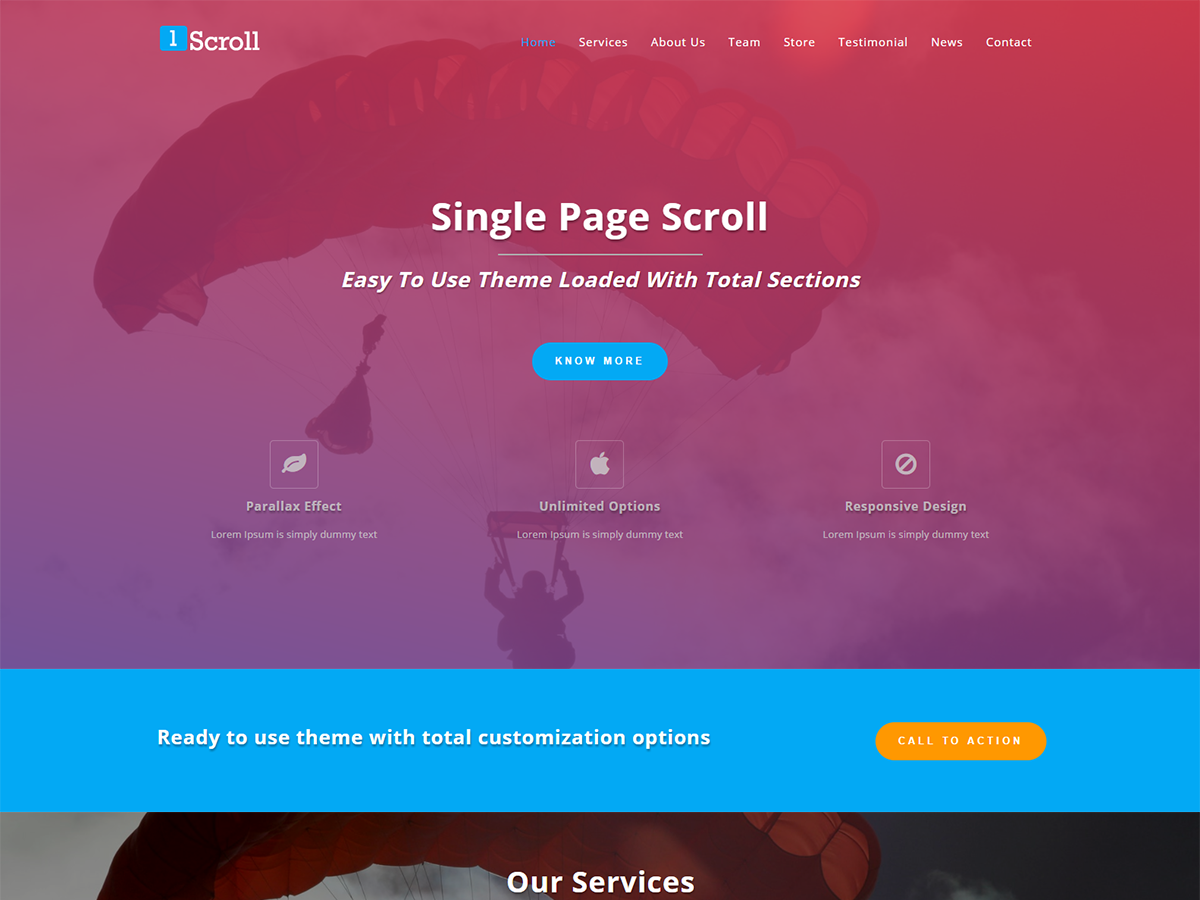 1 Scroll
Home Services About Us Team Store Testimonial News Contact
Single Page Scroll
Easy To Use Theme Loaded With Total Sections
KNOW MORE
Parallax Effect Unlimited Options Responsive Design
Lorem Ipsum is simply dummy text Lorem Ipsum is simply dummy text Lorem Ipsum is simply dummy text
Ready to use theme with total customization options
CALL TO ACTION
Our Services